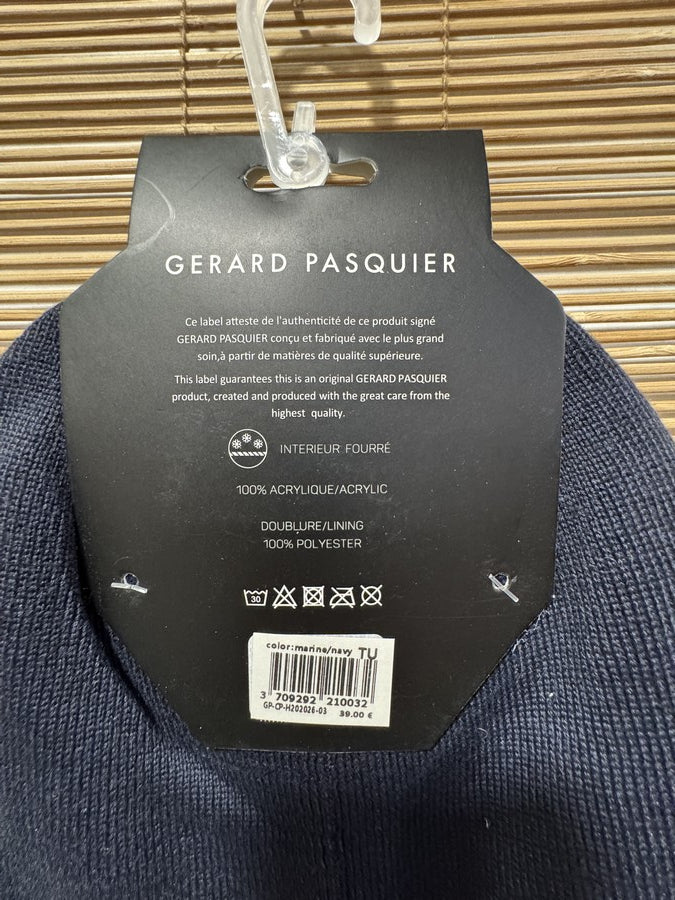 GERARD PASQUIER
Ce label atteste de l'authenticité de ce produit signé
GERARD PASQUIER conçu et fabriqué avec le plus grand
soin,à partir de matières de qualité supérieure.
This label guarantees this is an original GERARD PASQUIER
product, created and produced with the great care from the
highest quality.
INTERIEUR FOURRÉ
100% ACRYLIQUE/ACRYLIC
DOUBLURE/LINING
100% POLYESTER
30
color:marine/navy TU
3 709292 210032
GP-CP-H202026-03 39.00 €